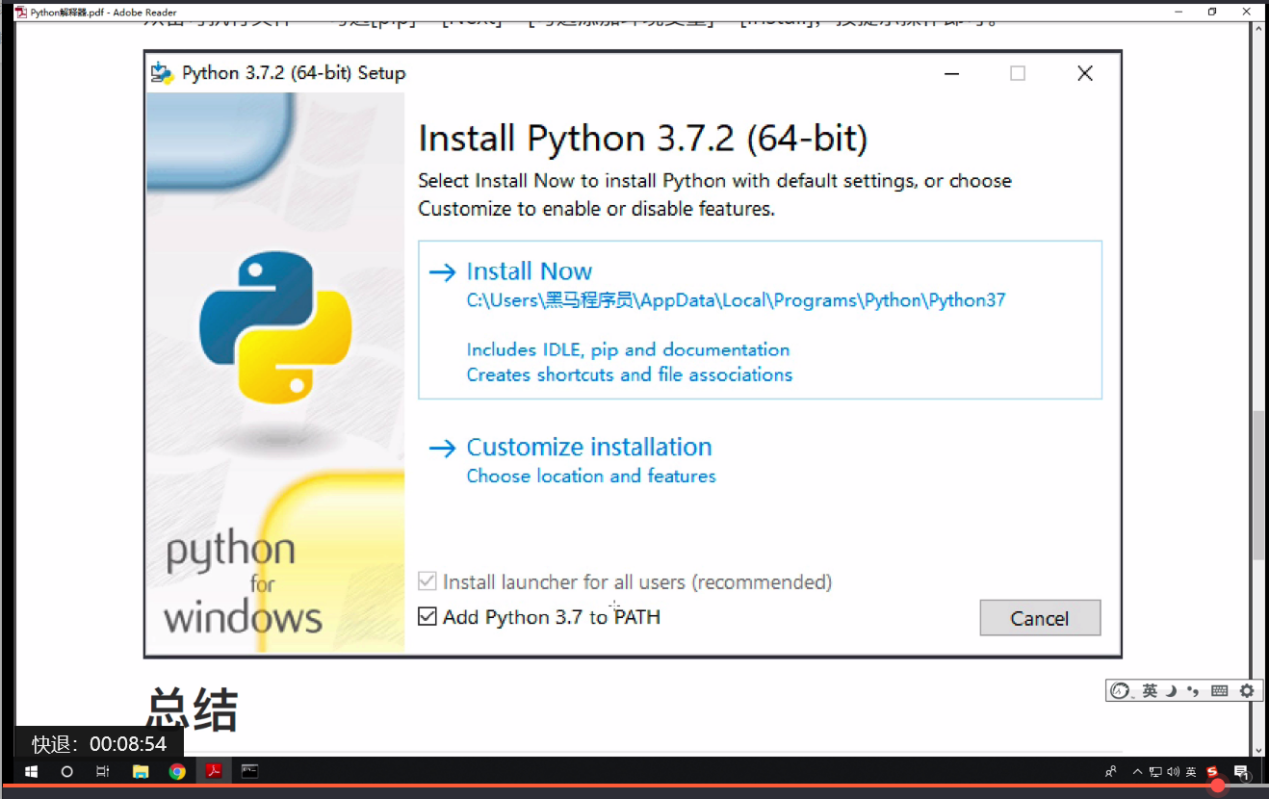 Python解释器.pdf - Adobe Reader
Python 3.7.2 (64-bit) Setup
Install Python 3.7.2 (64-bit)
Select Install Now to install Python with default settings, or choose
Customize to enable or disable features.
Install Now
C:\Users\黑马程序员\AppData\Local\Programs\Python\Python37
Includes IDLE, pip and documentation
Creates shortcuts and file associations
Customize installation
Choose location and features
python
for
windows
Install launcher for all users (recommended)
Add Python 3.7 to PATH
Cancel
总结
英
快退：00:08:54
英